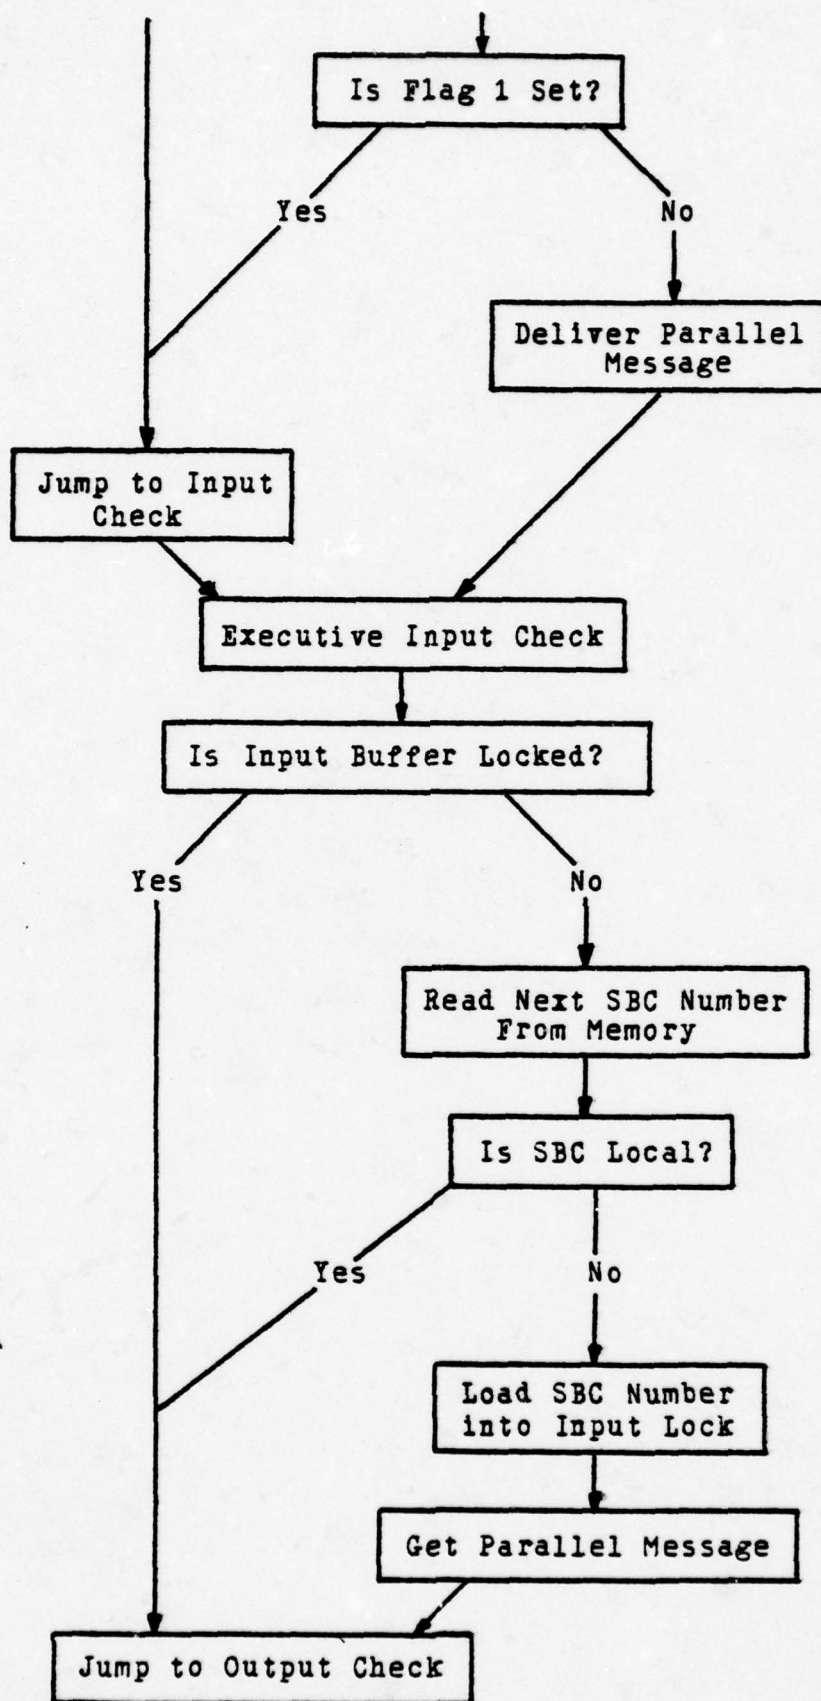 Is Flag 1 Set?
Yes
No
Deliver Parallel
Message
Jump to Input
Check
Executive Input Check
Is Input Buffer Locked?
Yes
No
Read Next SBC Number
From Memory
Is SBC Local?
Yes
No
Load SBC Number
into Input Lock
Get Parallel Message
Jump to Output Check